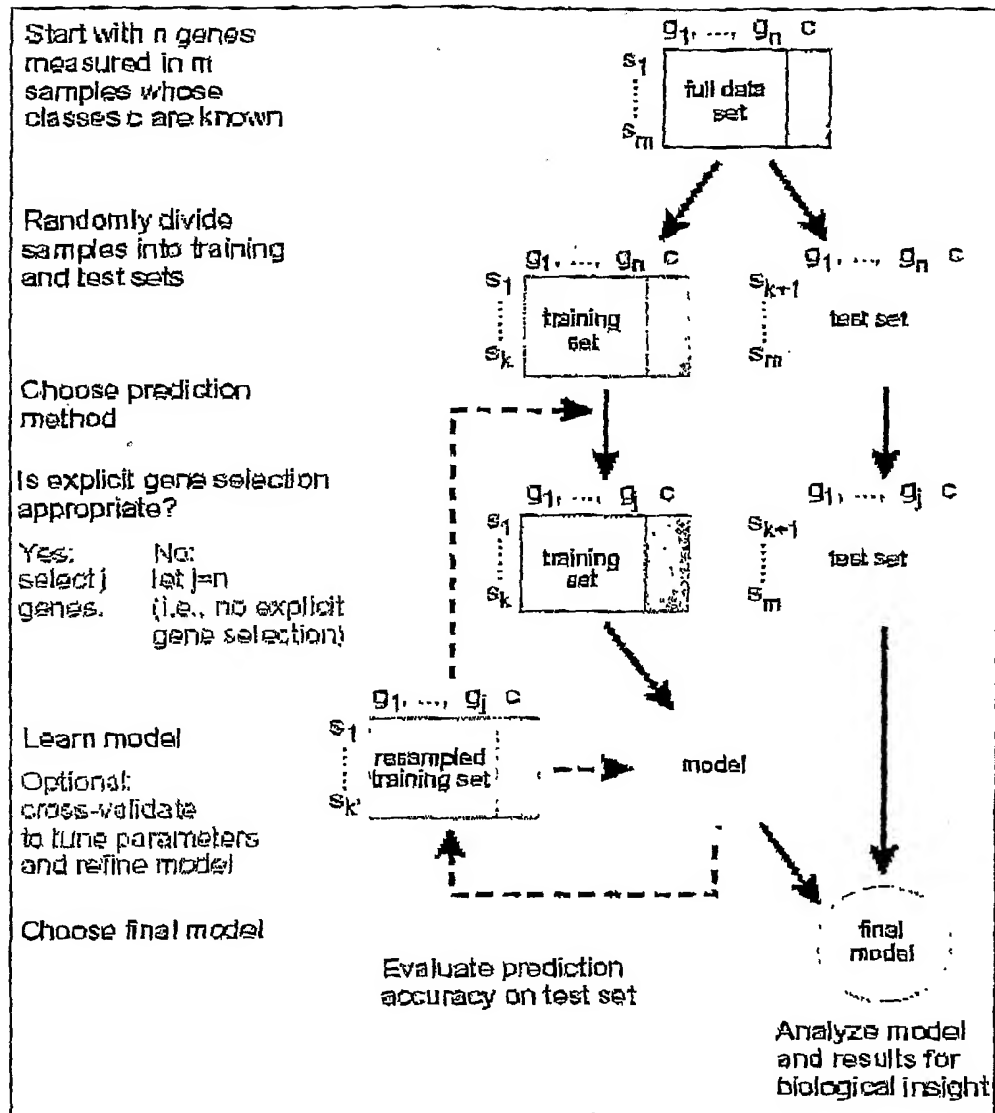 Start with n genes
measured in m
samples whose
classes c are known
g1, ..., gn c
s1
sm
full data
set
Randomly divide
samples into training
and test sets
g1, ..., gn c
s1
sk
training
set
g1, ..., gn c
sk+1
sm
test set
Choose prediction
method
Is explicit gene selection
appropriate?
Yes:
select j
genes.
No:
let j=n
(i.e., no explicit
gene selection)
g1, ..., gj c
s1
sk
training
set
g1, ..., gj c
sk+1
sm
test set
Learn model
Optional:
cross-validate
to tune parameters
and refine model
g1, ..., gj c
s1
sk'
resampled
training set
model
Choose final model
final
model
Evaluate prediction
accuracy on test set
Analyze model
and results for
biological insight